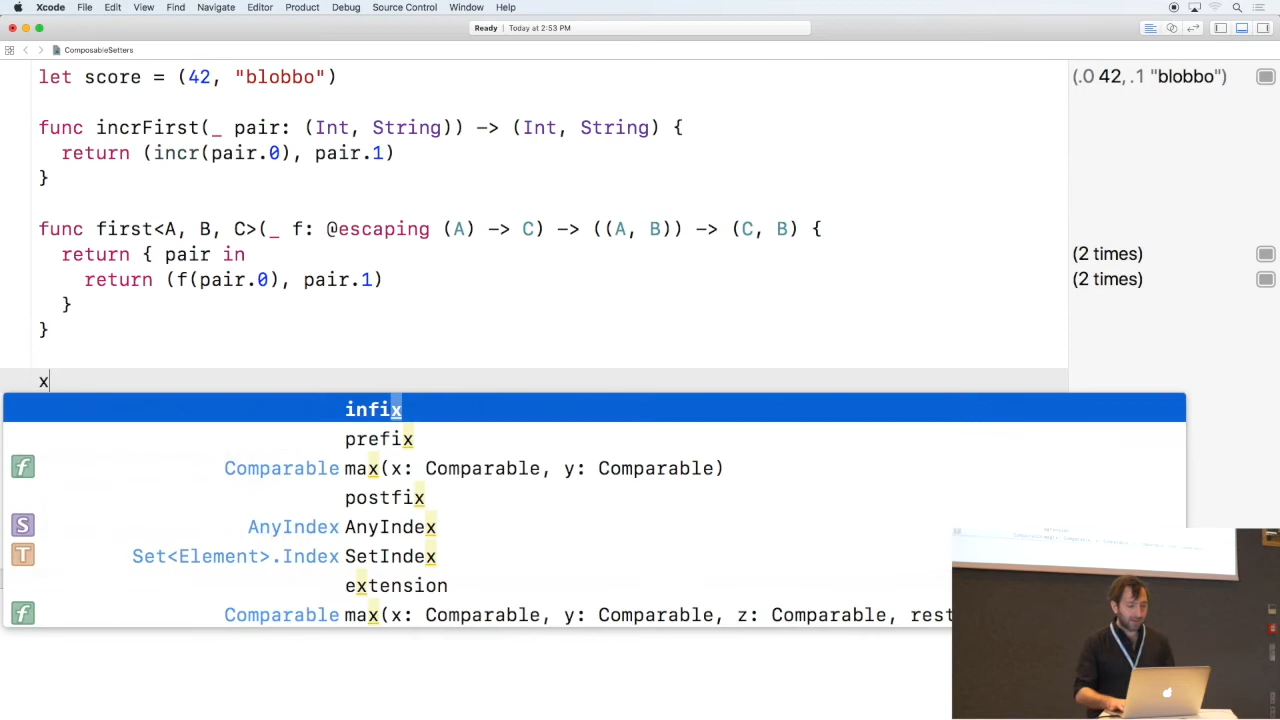 Xcode File Edit View Find Navigate Editor Product Debug Source Control Window Help
Ready | Today at 2:53 PM
ComposableSetters
let score = (42, "blobbo")
(.0 42, .1 "blobbo")
func incrFirst(_ pair: (Int, String)) -> (Int, String) {
return (incr(pair.0), pair.1)
}
func first<A, B, C>(_ f: @escaping (A) -> C) -> ((A, B)) -> (C, B) {
return { pair in
(2 times)
return (f(pair.0), pair.1)
(2 times)
}
}
x
infix
prefix
f Comparable max(x: Comparable, y: Comparable)
postfix
S AnyIndex AnyIndex
T Set<Element>.Index SetIndex
extension
f Comparable max(x: Comparable, y: Comparable, z: Comparable, rest